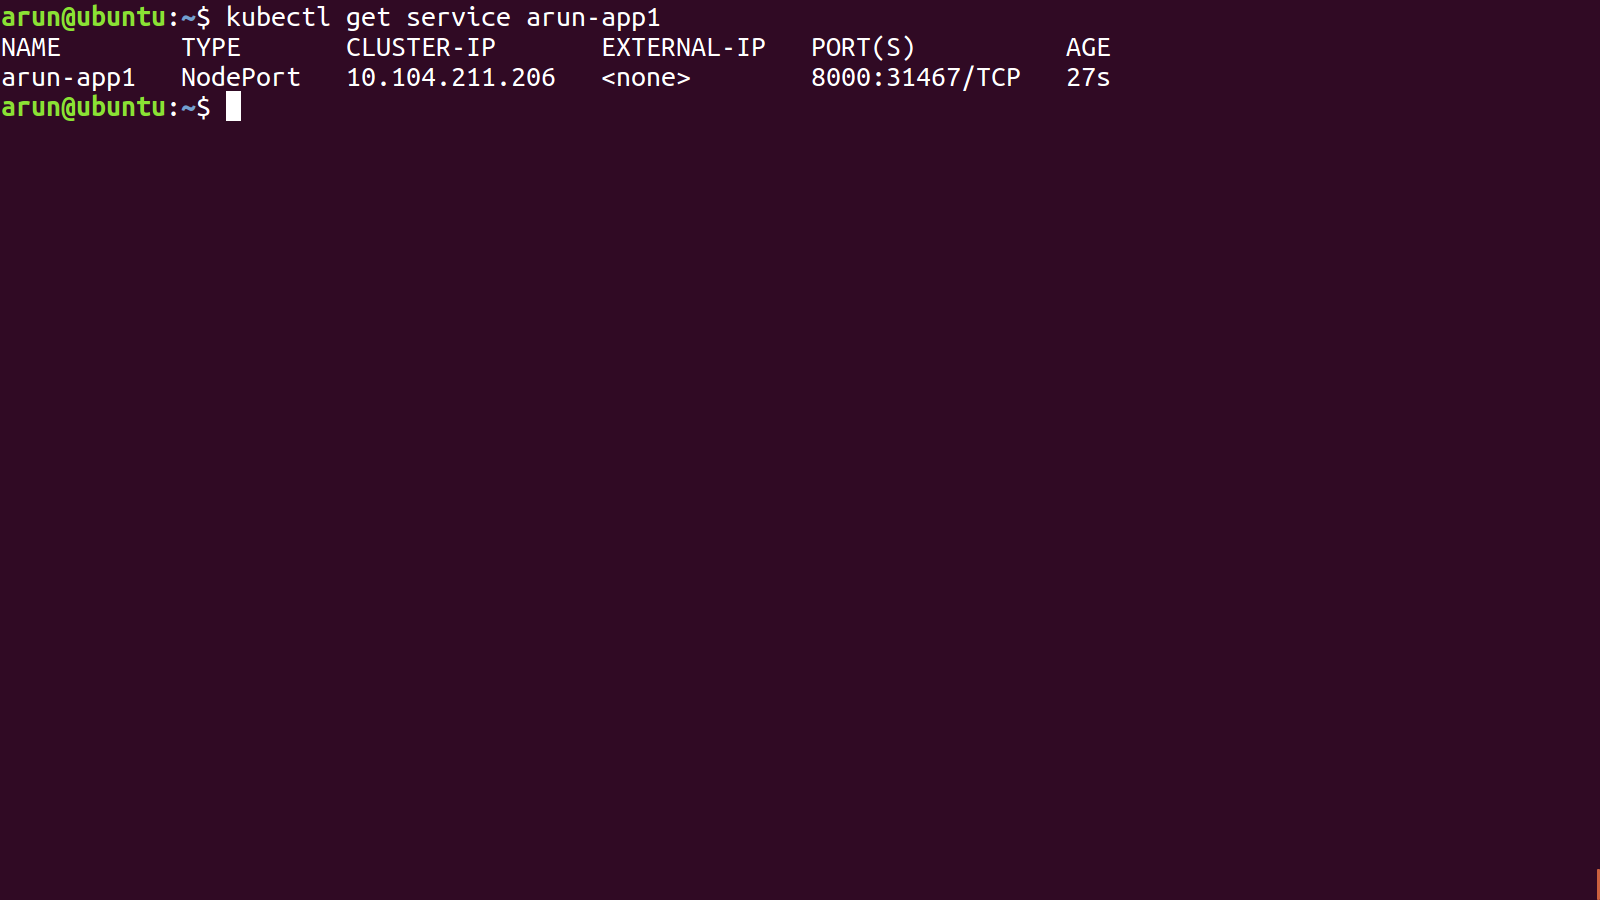 arun@ubuntu:~$ kubectl get service arun-app1
NAME        TYPE       CLUSTER-IP       EXTERNAL-IP   PORT(S)          AGE
arun-app1   NodePort   10.104.211.206   <none>        8000:31467/TCP   27s
arun@ubuntu:~$